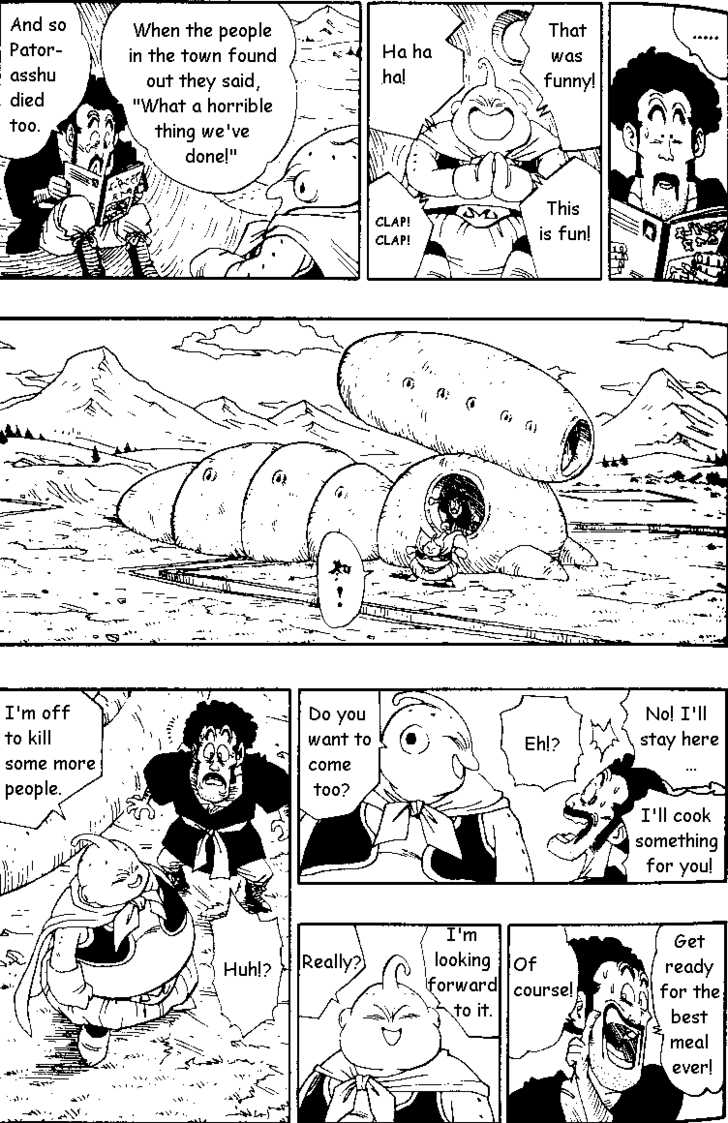 And so
Pator-
asshu
died
too.
When the people
in the town found
out they said,
"What a horrible
thing we've
done!"
Ha ha
ha!
That
was
funny!
CLAP!
CLAP!
This
is fun!
.....
I'm off
to kill
some more
people.
Huh!?
Do you
want to
come
too?
Eh!?
No! I'll
stay here
...
I'll cook
something
for you!
Really?
I'm
looking
forward
to it.
Of
course!
Get
ready
for the
best
meal
ever!